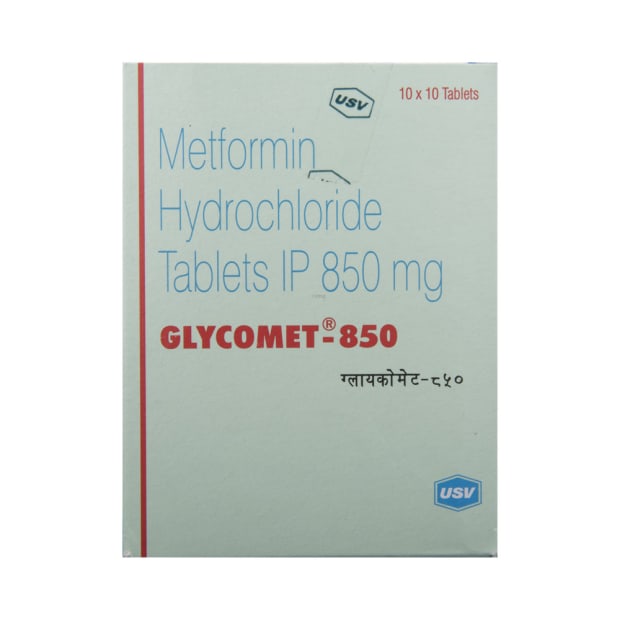 USV
10 x 10 Tablets
Metformin
Hydrochloride
Tablets IP 850 mg
GLYCOMET®-850
ग्लायकोमेट-८५०
USV